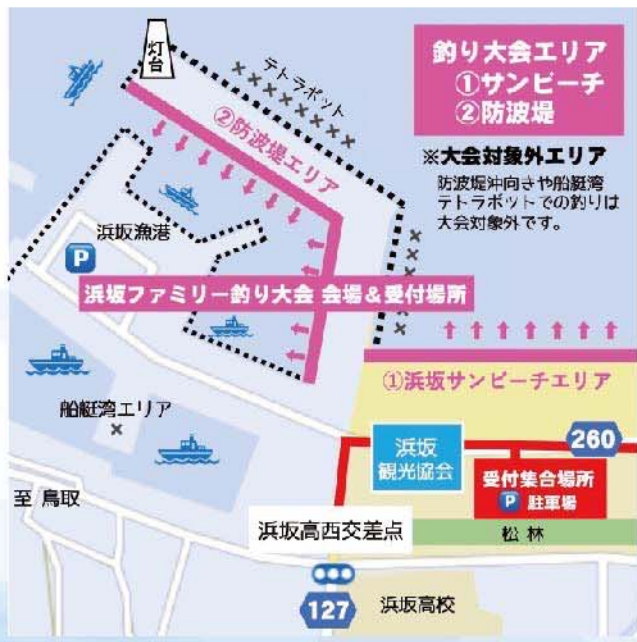 灯台
テトラポット
釣り大会エリア
①サンビーチ
②防波堤
※大会対象外エリア
防波堤沖向きや船艇湾
テトラポットでの釣りは
大会対象外です。
②防波堤エリア
浜坂漁港
P
浜坂ファミリー釣り大会 会場&受付場所
①浜坂サンビーチエリア
船艇湾エリア
浜坂
観光協会
260
受付集合場所
P 駐車場
至 鳥取
浜坂高西交差点
松林
127
浜坂高校